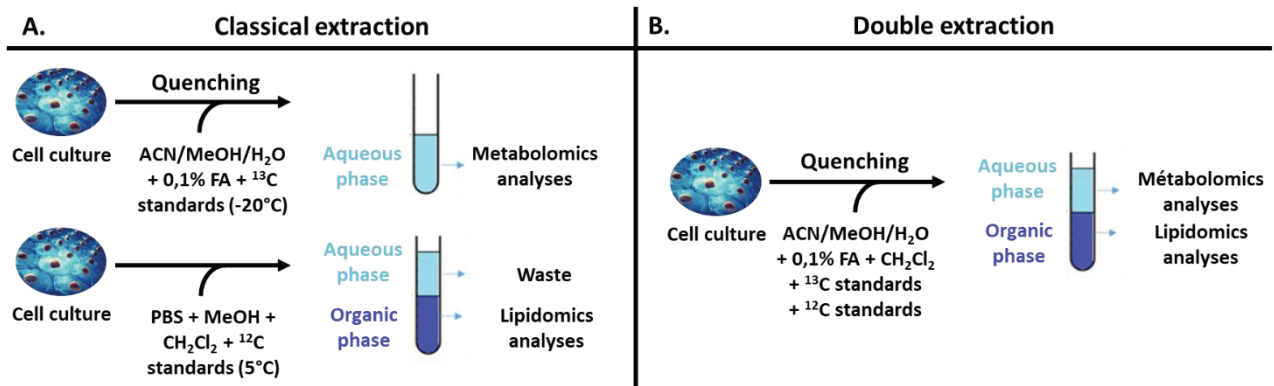 A.
Classical extraction
Quenching
Cell culture
ACN/MeOH/H₂O
+ 0,1% FA + ¹³C
standards (-20°C)
Aqueous
phase
Metabolomics
analyses
Cell culture
PBS + MeOH +
CH₂Cl₂ + ¹²C
standards (5°C)
Aqueous
phase
Waste
Organic
phase
Lipidomics
analyses
B.
Double extraction
Quenching
Cell culture
ACN/MeOH/H₂O
+ 0,1% FA + CH₂Cl₂
+ ¹³C standards
+ ¹²C standards
Aqueous
phase
Métabolomics
analyses
Organic
phase
Lipidomics
analyses